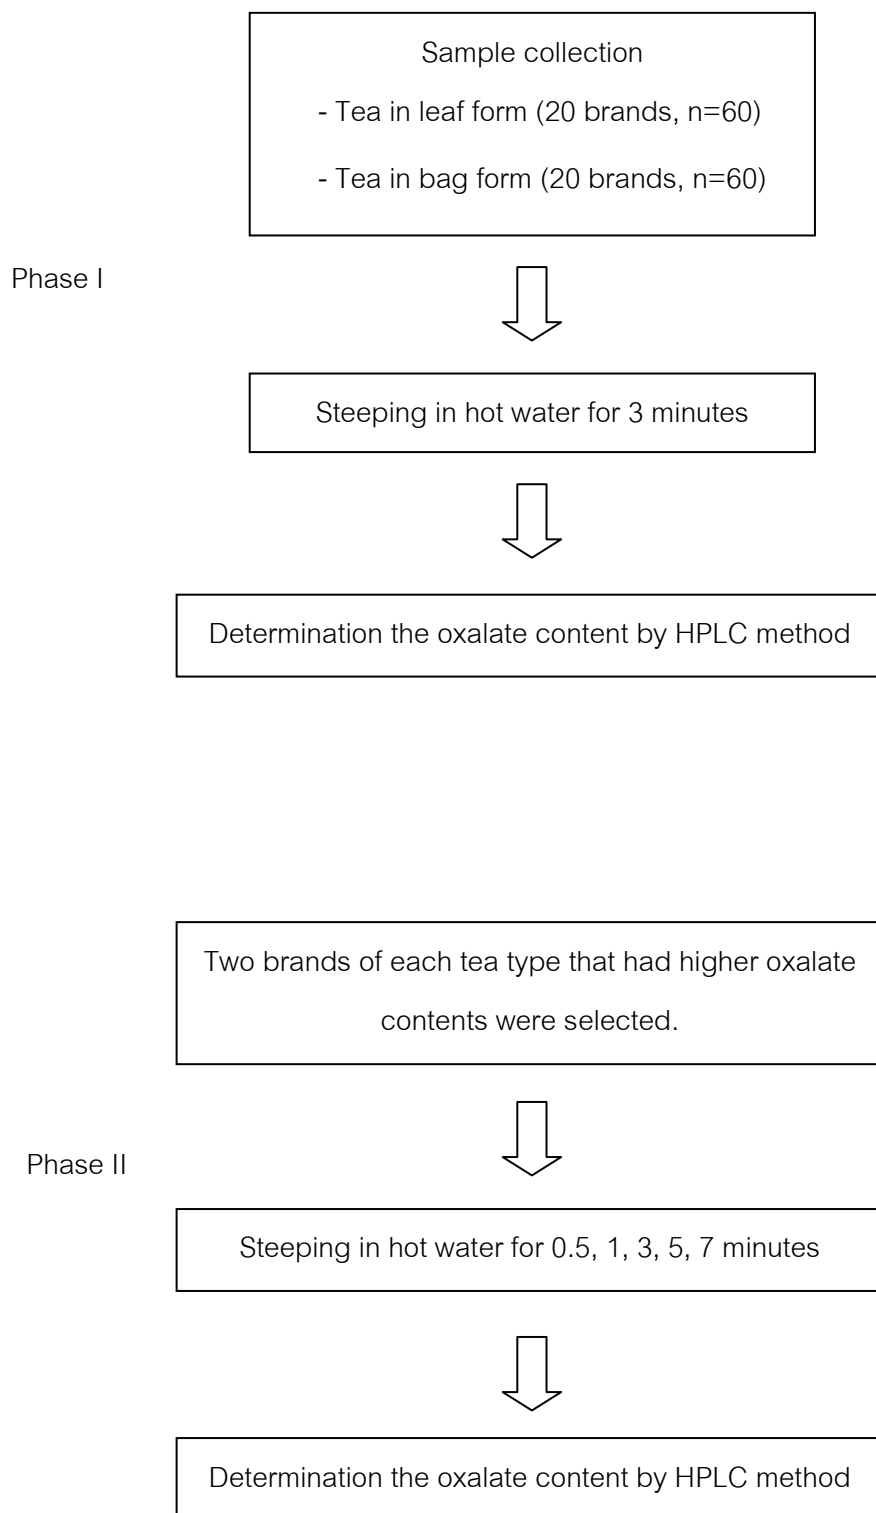 Sample collection
- Tea in leaf form (20 brands, n=60)
- Tea in bag form (20 brands, n=60)
Phase I
Steeping in hot water for 3 minutes
Determination the oxalate content by HPLC method
Two brands of each tea type that had higher oxalate
contents were selected.
Phase II
Steeping in hot water for 0.5, 1, 3, 5, 7 minutes
Determination the oxalate content by HPLC method